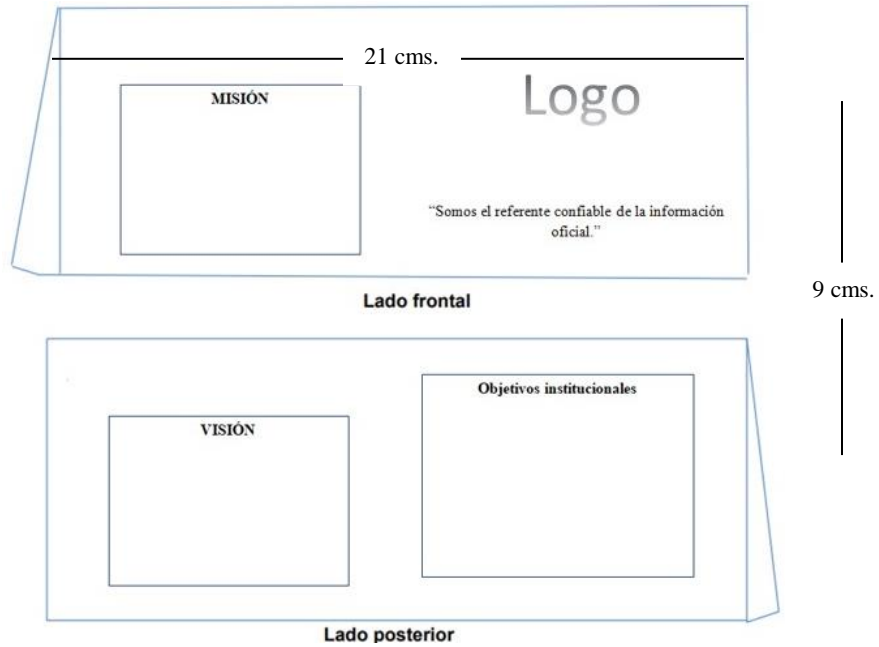 21 cms.
MISIÓN
Logo
“Somos el referente confiable de la información
oficial.”
Lado frontal
9 cms.
Objetivos institucionales
VISIÓN
Lado posterior